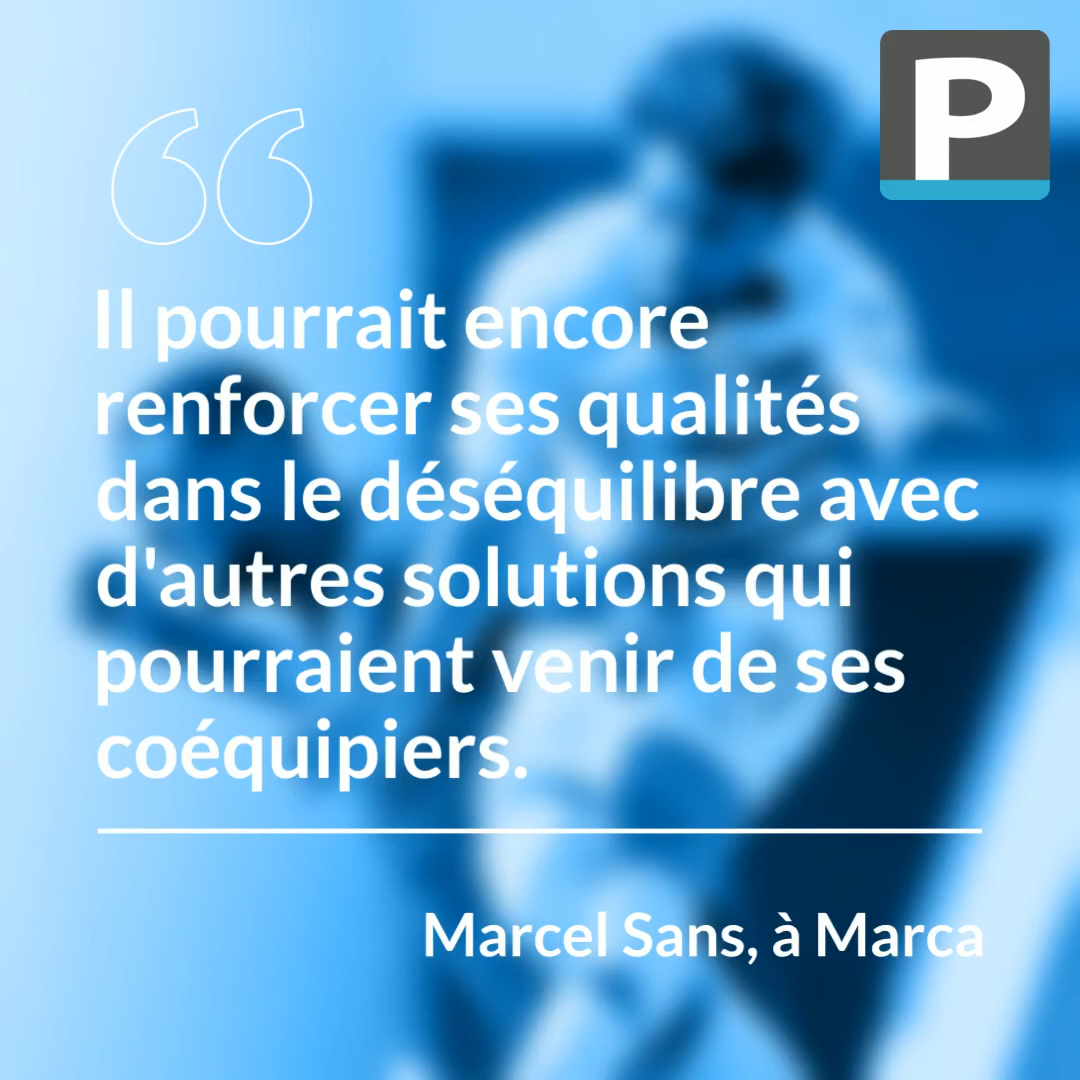 P
Il pourrait encore
renforcer ses qualités
dans le déséquilibre avec
d'autres solutions qui
pourraient venir de ses
coéquipiers.
Marcel Sans, à Marca